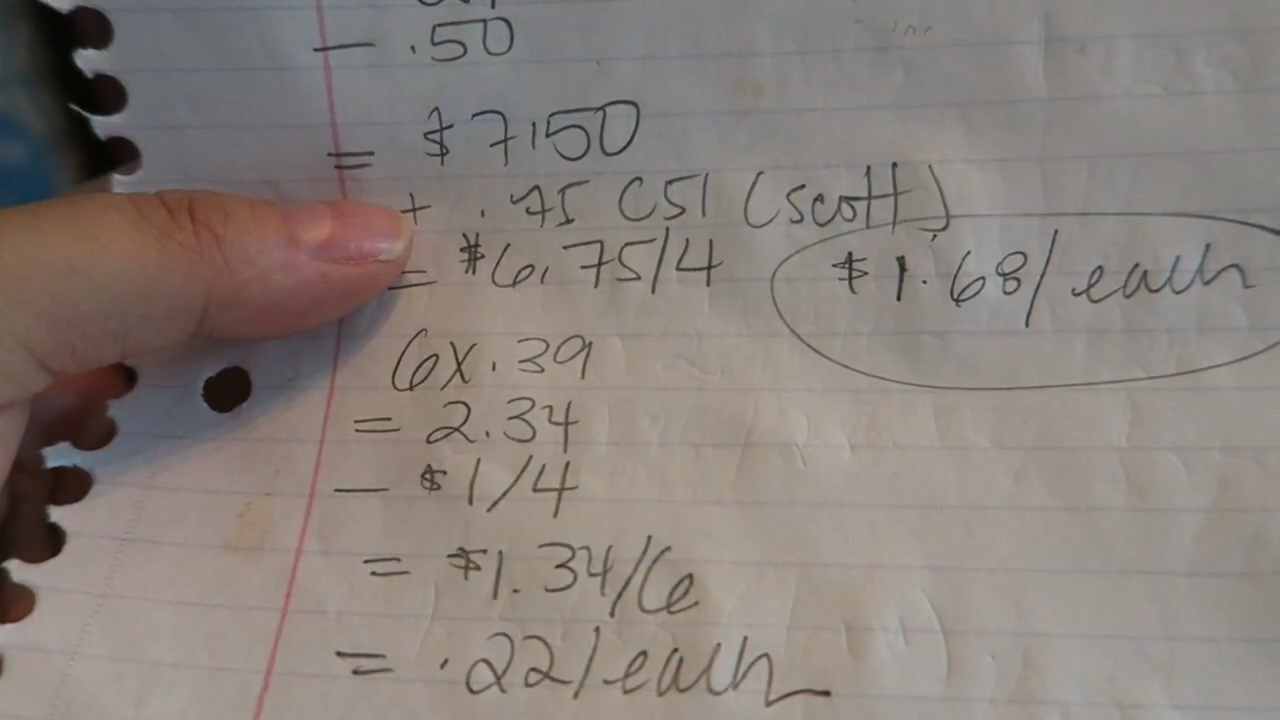 — .50
= $7.50
+ .75 CS1 (scott)
= $6.75/4 $1.68/each
6x.39
= 2.34
— $1/4
= $1.34/6
= .22/each